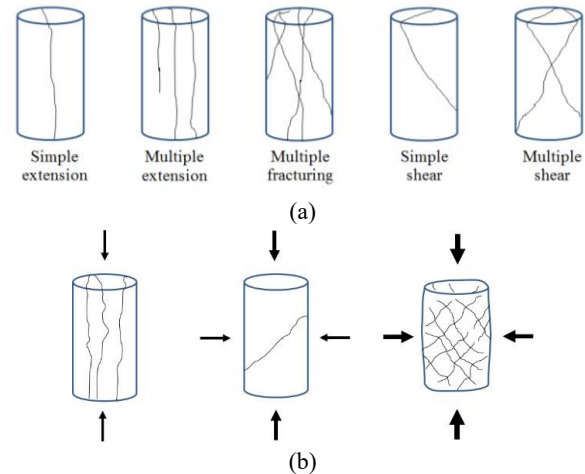 Simple extension
Multiple extension
Multiple fracturing
Simple shear
Multiple shear
(a)
(b)